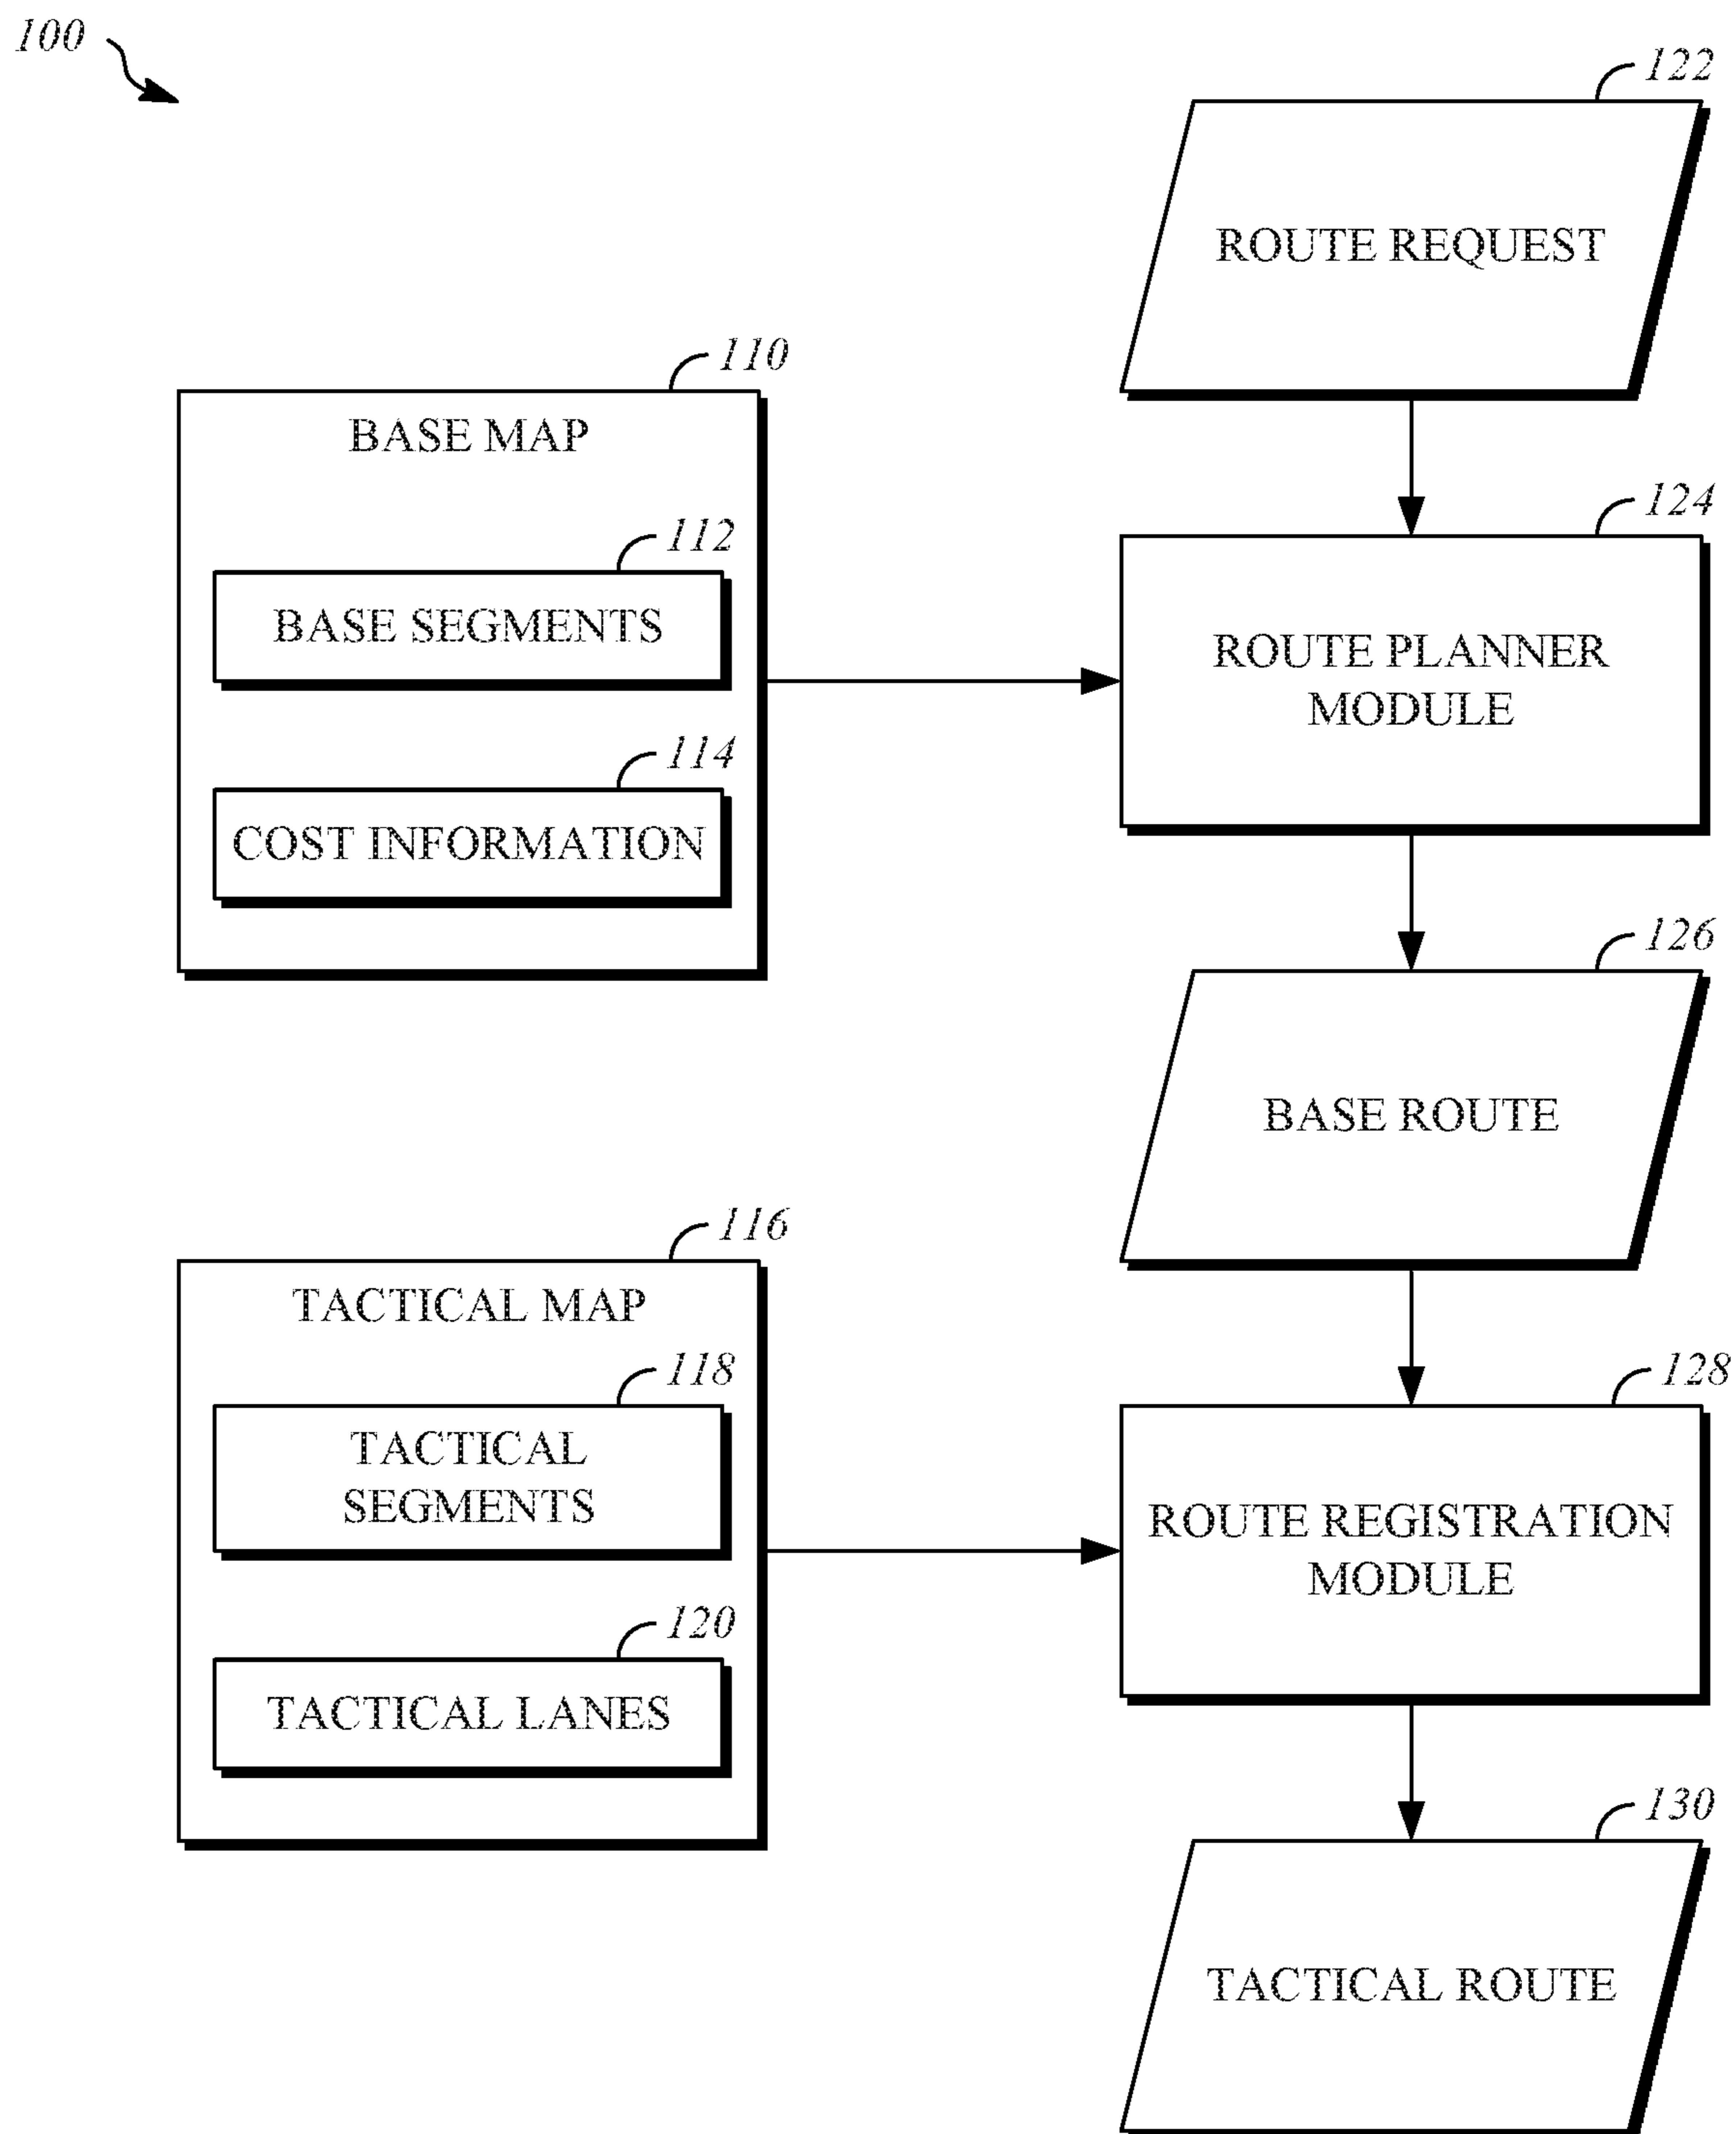 100
122
ROUTE REQUEST
110
BASE MAP
112
BASE SEGMENTS
114
COST INFORMATION
124
ROUTE PLANNER
MODULE
126
BASE ROUTE
116
TACTICAL MAP
118
TACTICAL
SEGMENTS
120
TACTICAL LANES
128
ROUTE REGISTRATION
MODULE
130
TACTICAL ROUTE